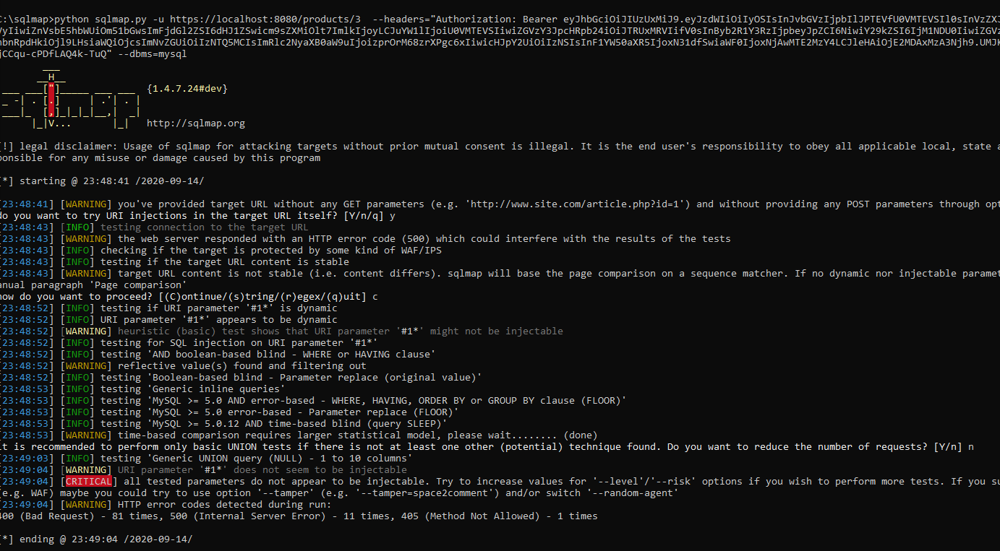 C:\sqlmap>python sqlmap.py -u https://localhost:8080/products/3  --headers="Authorization: Bearer eyJhbGciOiJIUzUxMiJ9.eyJzdWIiOiIyOSIsInJvbGVzIjpbIlJPTEVfU0VMTEVSIl0sInVzZXJ
VyIiwiZnVsbE5hbWUiOm51bGwsImFjdGl2ZSI6dHJ1ZSwicm9sZXMiOlt7ImlkIjoyLCJuYW1lIjoiU0VMTEVSIiwiZGVzY3JpcHRpb24iOiJTRUxMRVIifV0sInByb2R1Y3RzIjpbeyJpZCI6NiwiY29kZSI6IjM1NDU0IiwiZGVz
nbnRpdHkiOjl9LHsiaWQiOjcsImNvZGUiOiIzNTQ5MCIsImRlc2NyaXB0aW9uIjoizprOrM68zrXPgc6xIiwicHJpY2UiOiIzNSIsInF1YW50aXR5IjoxN31dfSwiaWF0IjoxNjAwMTE2MzY4LCJleHAiOjE2MDAxMzA3Njh9.UMJK
jCCqu-cPDfLAQ4k-TuQ" --dbms=mysql
H
{1.4.7.24#dev}
V... http://sqlmap.org
[!] legal disclaimer: Usage of sqlmap for attacking targets without prior mutual consent is illegal. It is the end user's responsibility to obey all applicable local, state a
ponsible for any misuse or damage caused by this program
[*] starting @ 23:48:41 /2020-09-14/
[23:48:41] [WARNING] you've provided target URL without any GET parameters (e.g. 'http://www.site.com/article.php?id=1') and without providing any POST parameters through opt
do you want to try URI injections in the target URL itself? [Y/n/q] y
[23:48:43] [INFO] testing connection to the target URL
[23:48:43] [WARNING] the web server responded with an HTTP error code (500) which could interfere with the results of the tests
[23:48:43] [INFO] checking if the target is protected by some kind of WAF/IPS
[23:48:43] [INFO] testing if the target URL content is stable
[23:48:43] [WARNING] target URL content is not stable (i.e. content differs). sqlmap will base the page comparison on a sequence matcher. If no dynamic nor injectable paramet
anual paragraph 'Page comparison'
how do you want to proceed? [(C)ontinue/(s)tring/(r)egex/(q)uit] c
[23:48:52] [INFO] testing if URI parameter '#1*' is dynamic
[23:48:52] [INFO] URI parameter '#1*' appears to be dynamic
[23:48:52] [WARNING] heuristic (basic) test shows that URI parameter '#1*' might not be injectable
[23:48:52] [INFO] testing for SQL injection on URI parameter '#1*'
[23:48:52] [INFO] testing 'AND boolean-based blind - WHERE or HAVING clause'
[23:48:52] [WARNING] reflective value(s) found and filtering out
[23:48:52] [INFO] testing 'Boolean-based blind - Parameter replace (original value)'
[23:48:53] [INFO] testing 'Generic inline queries'
[23:48:53] [INFO] testing 'MySQL >= 5.0 AND error-based - WHERE, HAVING, ORDER BY or GROUP BY clause (FLOOR)'
[23:48:53] [INFO] testing 'MySQL >= 5.0 error-based - Parameter replace (FLOOR)'
[23:48:53] [INFO] testing 'MySQL >= 5.0.12 AND time-based blind (query SLEEP)'
[23:48:53] [WARNING] time-based comparison requires larger statistical model, please wait........ (done)
it is recommended to perform only basic UNION tests if there is not at least one other (potential) technique found. Do you want to reduce the number of requests? [Y/n] n
[23:49:03] [INFO] testing 'Generic UNION query (NULL) - 1 to 10 columns'
[23:49:04] [WARNING] URI parameter '#1*' does not seem to be injectable
[23:49:04] [CRITICAL] all tested parameters do not appear to be injectable. Try to increase values for '--level'/'--risk' options if you wish to perform more tests. If you su
(e.g. WAF) maybe you could try to use option '--tamper' (e.g. '--tamper=space2comment') and/or switch '--random-agent'
[23:49:04] [WARNING] HTTP error codes detected during run:
400 (Bad Request) - 81 times, 500 (Internal Server Error) - 11 times, 405 (Method Not Allowed) - 1 times
[*] ending @ 23:49:04 /2020-09-14/